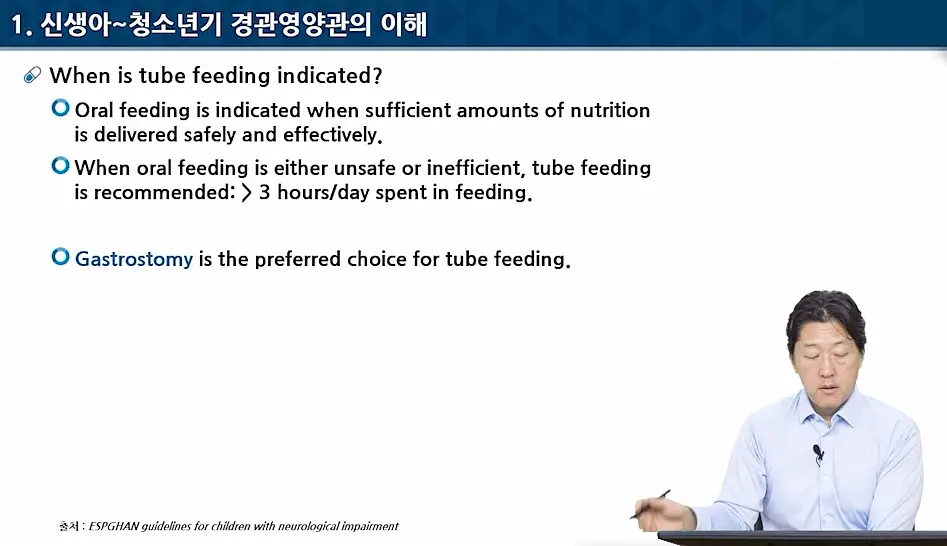 1. 신생아~청소년기 경관영양관의 이해
When is tube feeding indicated?
Oral feeding is indicated when sufficient amounts of nutrition
is delivered safely and effectively.
When oral feeding is either unsafe or inefficient, tube feeding
is recommended: > 3 hours/day spent in feeding.
Gastrostomy is the preferred choice for tube feeding.
출처 : ESPGHAN guidelines for children with neurological impairment